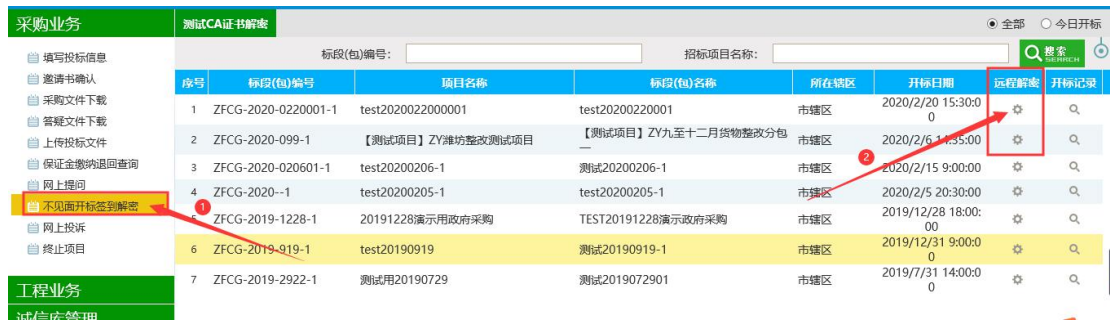 采购业务
测试CA证书解密
全部
今日开标
填写投标信息
邀请书确认
采购文件下载
答疑文件下载
上传投标文件
保证金缴纳退回查询
网上提问
不见面开标签到解密
网上投诉
终止项目
工程业务
诚信库管理
标段(包)编号:
招标项目名称:
搜索
SEARCH
序号 标段(包)编号 项目名称 标段(包)名称 所在辖区 开标日期 远程解密 开标记录
1 ZFCG-2020-0220001-1 test2020022000001 test20200220001 市辖区 2020/2/20 15:30:0
0
2 ZFCG-2020-099-1 【测试项目】ZY潍坊整改测试项目 【测试项目】ZY九至十二月货物整改分包
一 市辖区 2020/2/6 14:35:00
3 ZFCG-2020-020601-1 test20200206-1 测试20200206-1 市辖区 2020/2/15 9:00:00
4 ZFCG-2020--1 test20200205-1 test20200205-1 市辖区 2020/2/5 20:30:00
5 ZFCG-2019-1228-1 20191228演示用政府采购 TEST20191228演示政府采购 市辖区 2019/12/28 18:00:
00
6 ZFCG-2019-919-1 test20190919 测试20190919-1 市辖区 2019/12/31 9:00:0
0
7 ZFCG-2019-2922-1 测试用20190729 测试2019072901 市辖区 2019/7/31 14:00:0
0
1
2